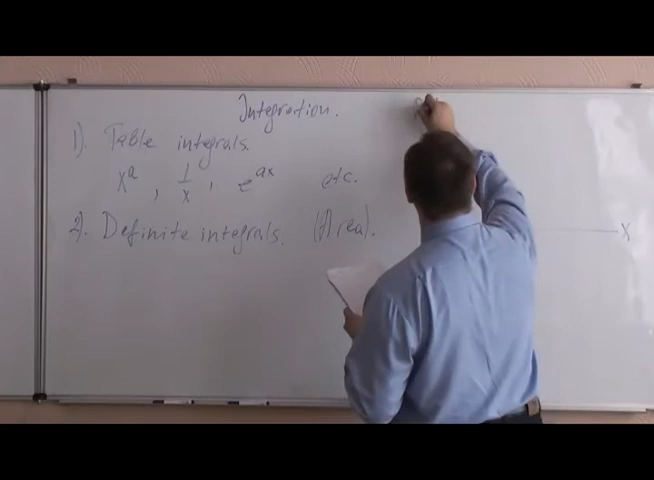 Integration.
1). Table integrals.
x^a, 1/x, e^ax etc.
2). Definite integrals. (Area).
x